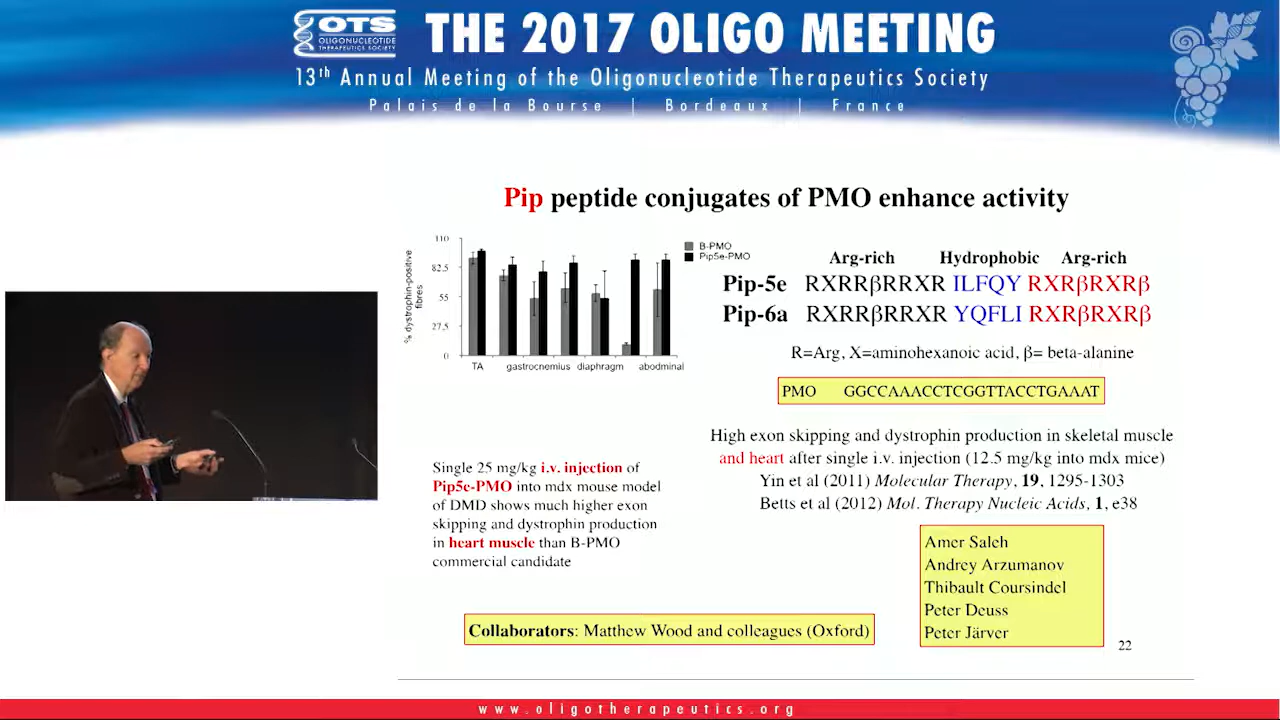 OTS
OLIGONUCLEOTIDE
THERAPEUTICS SOCIETY
THE 2017 OLIGO MEETING
13th Annual Meeting of the Oligonucleotide Therapeutics Society
Palais de la Bourse | Bordeaux | France
Pip peptide conjugates of PMO enhance activity
% dystrophin-positive
fibres
110
82.5
55
27.5
0
TA gastrocnemius diaphragm abodminal
B-PMO
Pip5e-PMO
Arg-rich Hydrophobic Arg-rich
Pip-5e RXRRβRRXR ILFQY RXRβRXRβ
Pip-6a RXRRβRRXR YQFLI RXRβRXRβ
R=Arg, X=aminohexanoic acid, β= beta-alanine
PMO GGCCAAACCTCGGTTACCTGAAAT
High exon skipping and dystrophin production in skeletal muscle
and heart after single i.v. injection (12.5 mg/kg into mdx mice)
Yin et al (2011) Molecular Therapy, 19, 1295-1303
Betts et al (2012) Mol. Therapy Nucleic Acids, 1, e38
Single 25 mg/kg i.v. injection of
Pip5e-PMO into mdx mouse model
of DMD shows much higher exon
skipping and dystrophin production
in heart muscle than B-PMO
commercial candidate
Amer Saleh
Andrey Arzumanov
Thibault Coursindel
Peter Deuss
Peter Järver
Collaborators: Matthew Wood and colleagues (Oxford)
22
www.oligotherapeutics.org